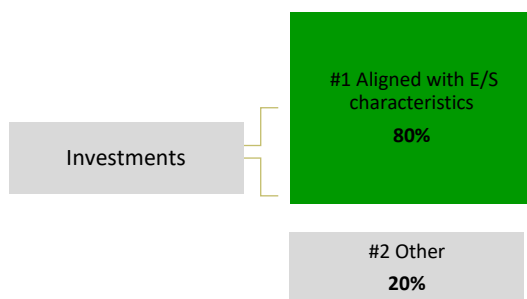 #1 Aligned with E/S
characteristics
80%
Investments
#2 Other
20%